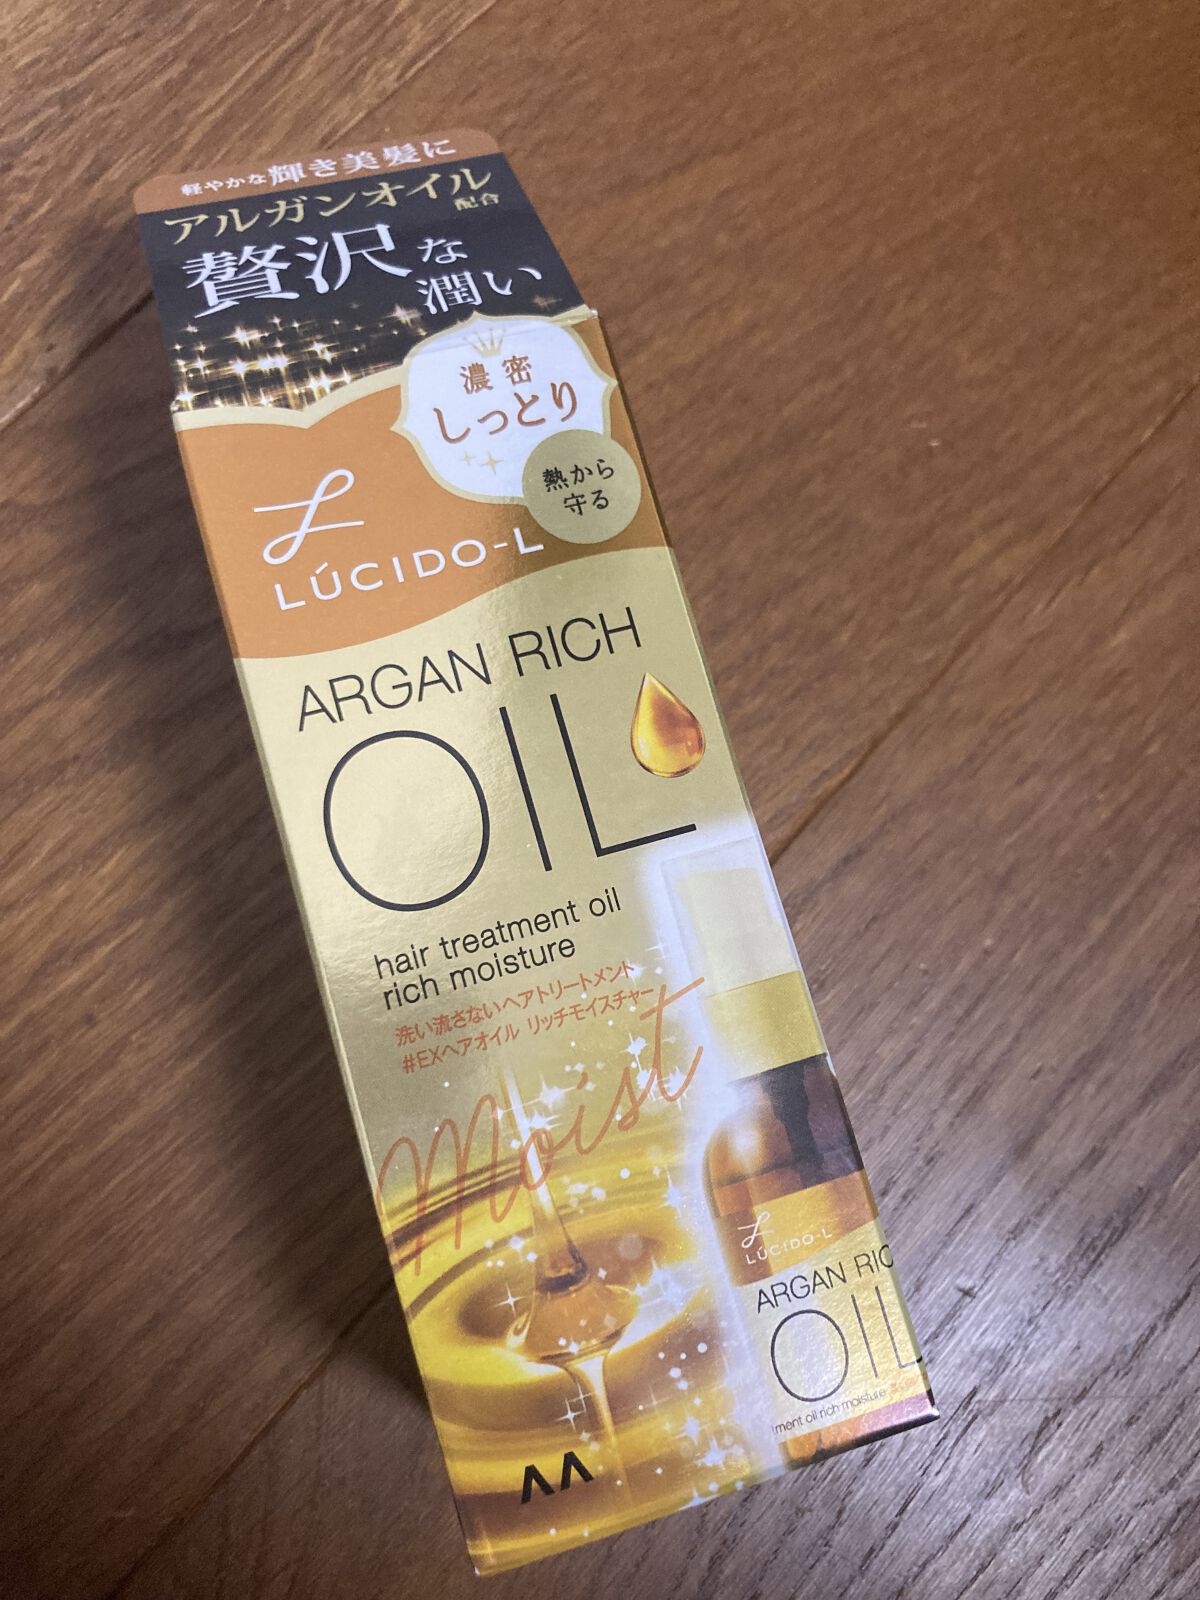 軽やかな輝き美髪に
アルガンオイル配合
贅沢な
潤い
濃密
しっとり
熱から
守る
LÚCIDO-L
ARGAN RICH
OIL
hair treatment oil
rich moisture
洗い流さないヘアトリートメント
#EXヘアオイル リッチモイスチャー
Moist
LÚCIDO-L
ARGAN RIC
OIL
ment oil rich moisture